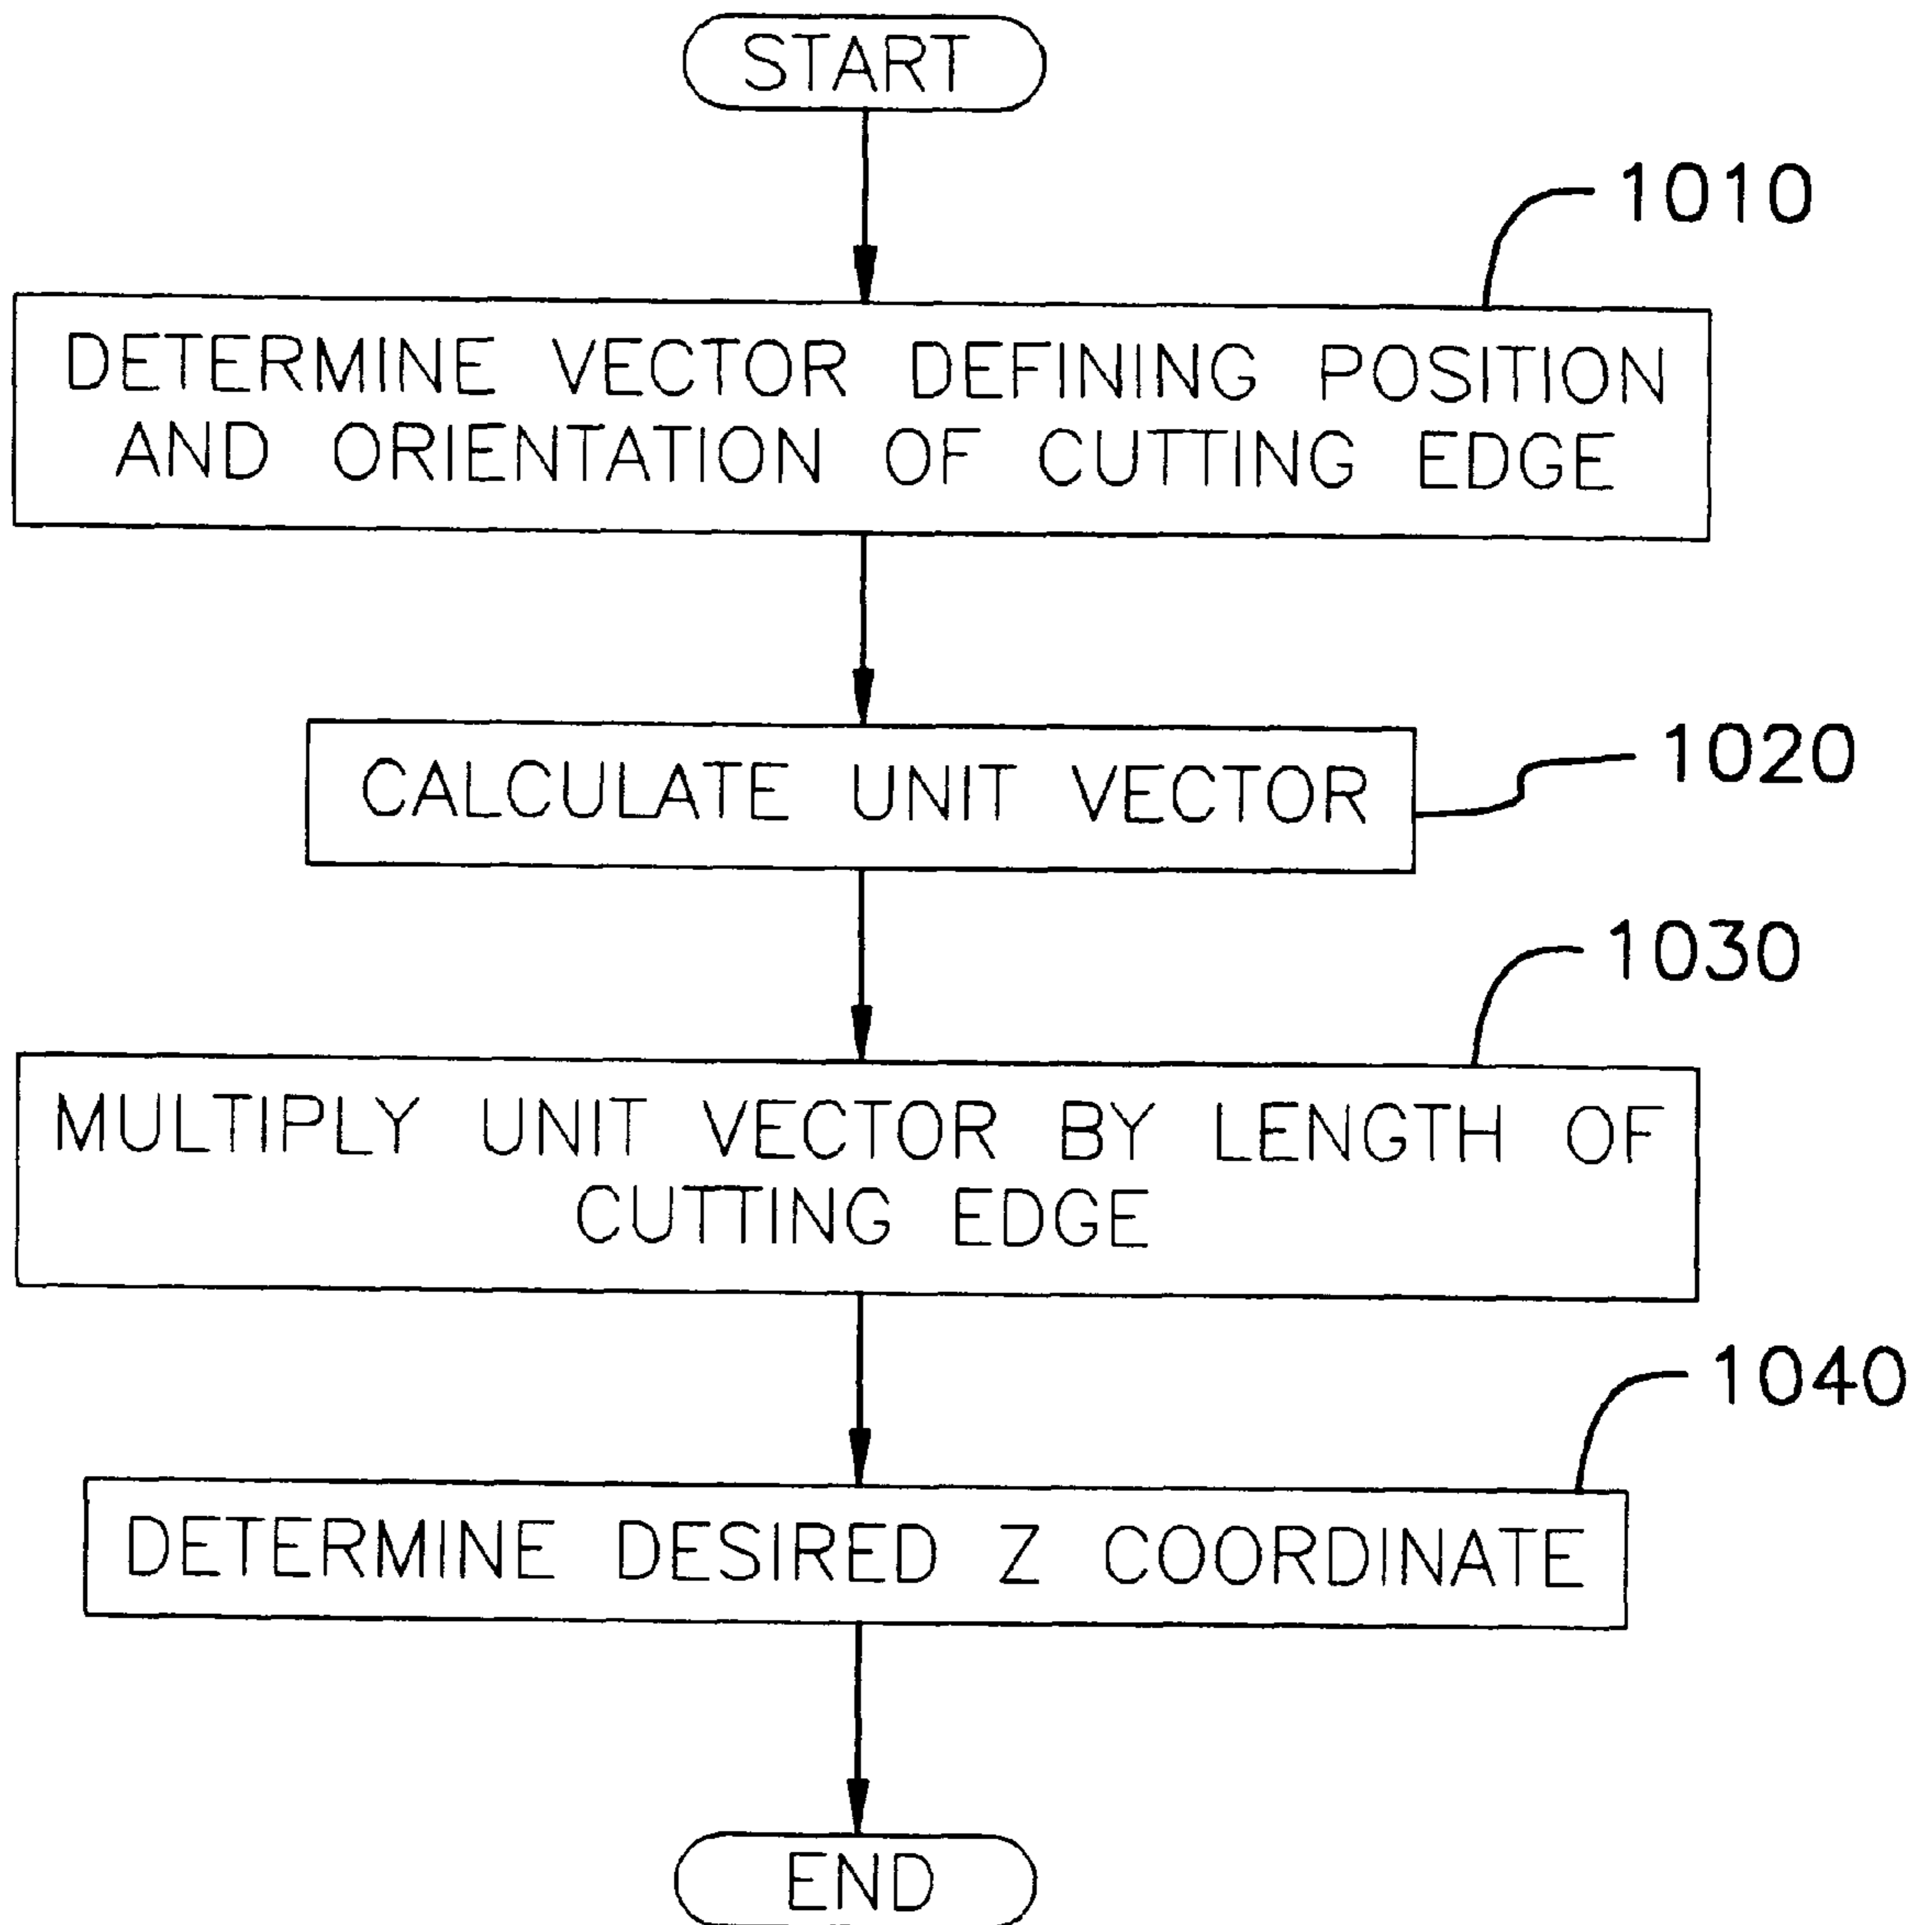 START
1010
DETERMINE VECTOR DEFINING POSITION
AND ORIENTATION OF CUTTING EDGE
CALCULATE UNIT VECTOR
1020
1030
MULTIPLY UNIT VECTOR BY LENGTH OF
CUTTING EDGE
1040
DETERMINE DESIRED Z COORDINATE
END